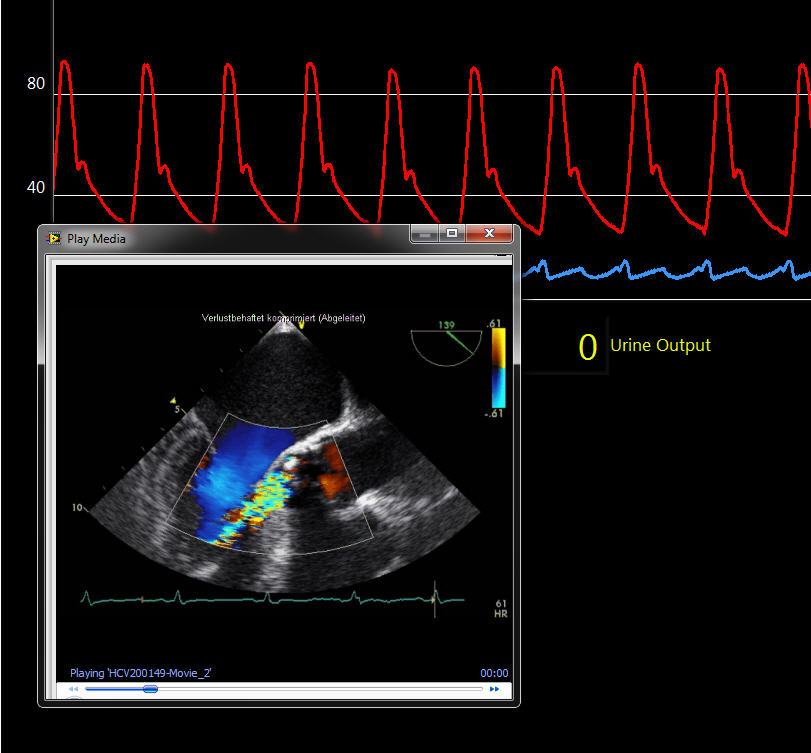 80
40
Play Media
Verlustbehaftet komprimiert (Abgeleitet)
V
139
.61
-.61
5
10
61
HR
0 Urine Output
Playing 'HCV200149-Movie_2'
00:00